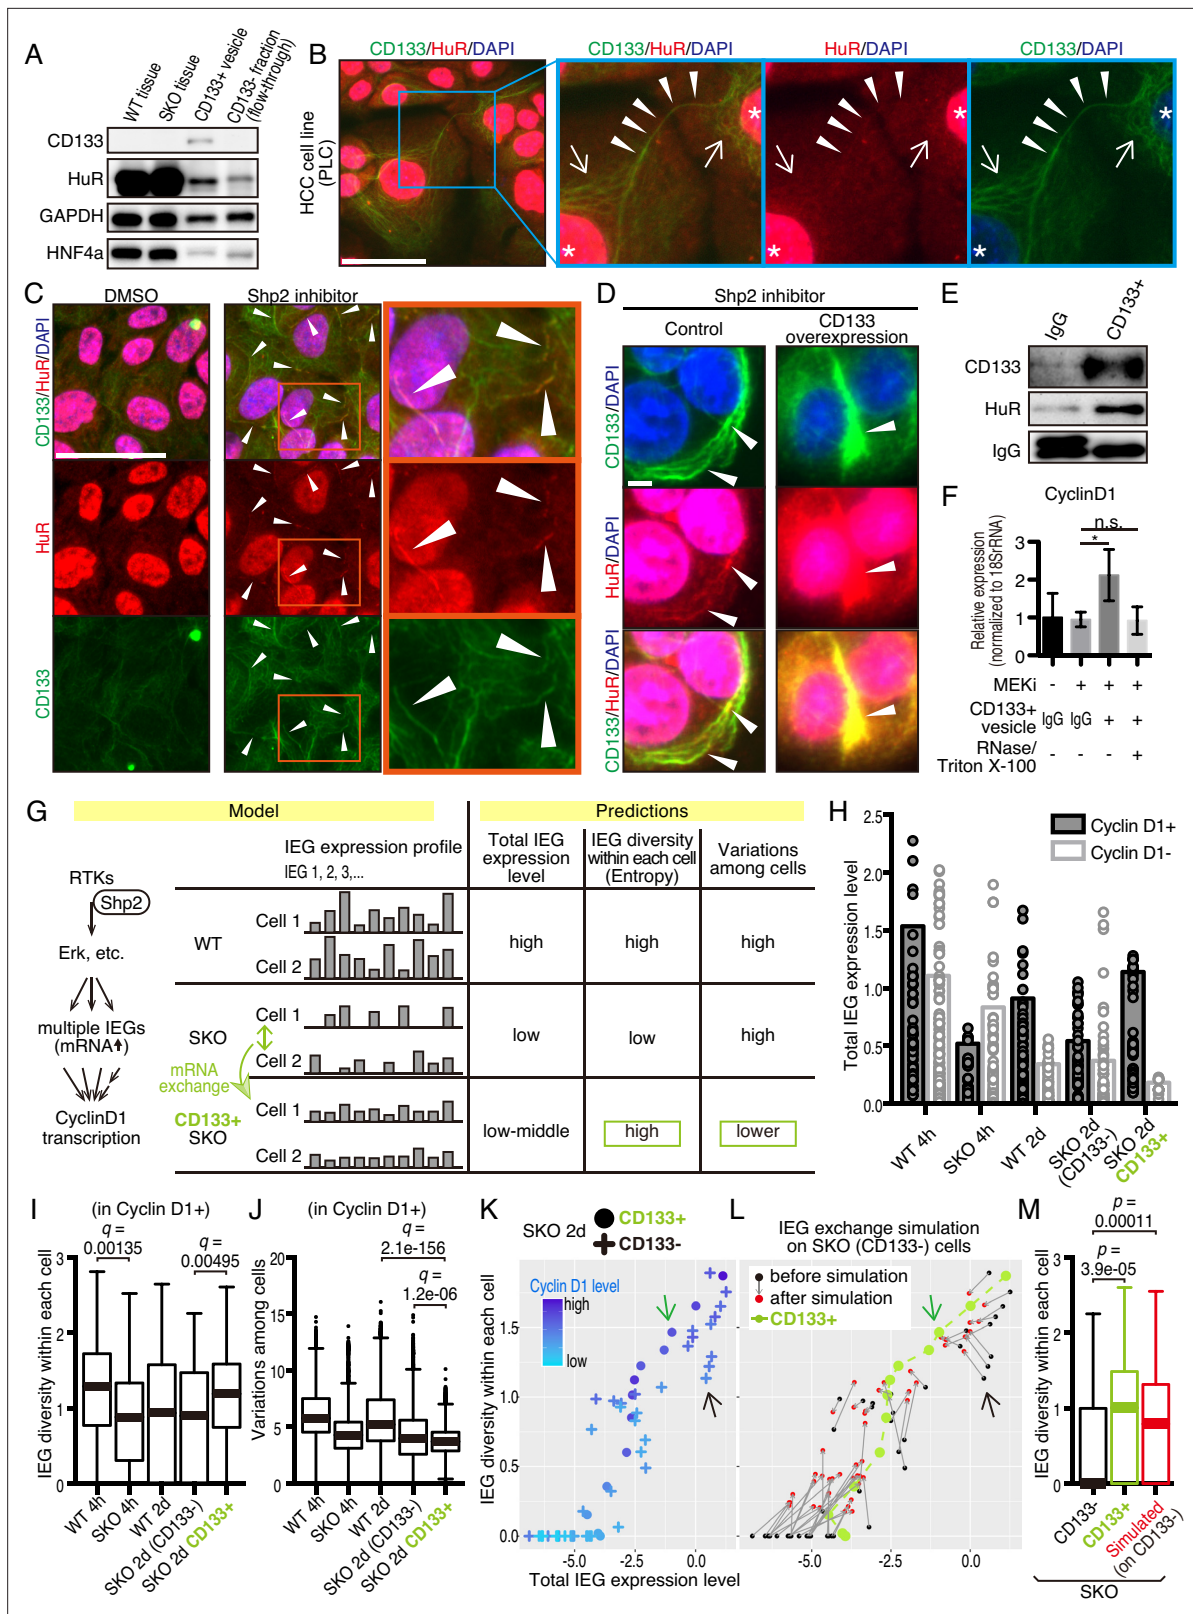 A
WT tissue
SKO tissue
CD133+ vesicle
CD133- fraction
(flow-through)
CD133
HuR
GAPDH
HNF4a
B
CD133/HuR/DAPI
CD133/HuR/DAPI
HuR/DAPI
CD133/DAPI
HCC cell line
(PLC)
*
*
*
*
*
*
C
DMSO
Shp2 inhibitor
CD133/HuR/DAPI
HuR
CD133
D
Shp2 inhibitor
Control
CD133
overexpression
CD133/DAPI
HuR/DAPI
CD133/HuR/DAPI
E
IgG
CD133+
CD133
HuR
IgG
F
CyclinD1
n.s.
*
Relative expression
(normalized to 18SrRNA)
3
2
1
0
MEKi
- + + +
CD133+
vesicle
IgG IgG + +
RNase/
Triton X-100
- - - +
G
Model
Predictions
IEG expression profile
IEG 1, 2, 3,...
Total IEG
expression
level
IEG diversity
within each cell
(Entropy)
Variations
among cells
RTKs
Shp2
Erk, etc.
multiple IEGs
(mRNA⬆)
CyclinD1
transcription
WT
Cell 1
Cell 2
high
high
high
SKO
Cell 1
Cell 2
low
low
high
mRNA
exchange
CD133+
SKO
Cell 1
Cell 2
low-middle
high
lower
H
Cyclin D1+
Cyclin D1-
Total IEG expression level
2.5
2.0
1.5
1.0
0.5
0.0
WT 4h
SKO 4h
WT 2d
SKO 2d
(CD133-)
SKO 2d
CD133+
I
(in Cyclin D1+)
q =
0.00135
q =
0.00495
IEG diversity within each cell
3
2
1
0
WT 4h
SKO 4h
WT 2d
SKO 2d (CD133-)
SKO 2d CD133+
J
(in Cyclin D1+)
q =
2.1e-156
q =
1.2e-06
Variations among cells
20
15
10
5
0
WT 4h
SKO 4h
WT 2d
SKO 2d (CD133-)
SKO 2d CD133+
K
SKO 2d
CD133+
CD133-
Cyclin D1 level
high
low
IEG diversity within each cell
1.5
1.0
0.5
0.0
-5.0
-2.5
0.0
Total IEG expression level
L
IEG exchange simulation
on SKO (CD133-) cells
before simulation
after simulation
CD133+
-5.0
-2.5
0.0
M
p =
0.00011
p =
3.9e-05
IEG diversity within each cell
3
2
1
0
CD133-
CD133+
Simulated
(on CD133-)
SKO